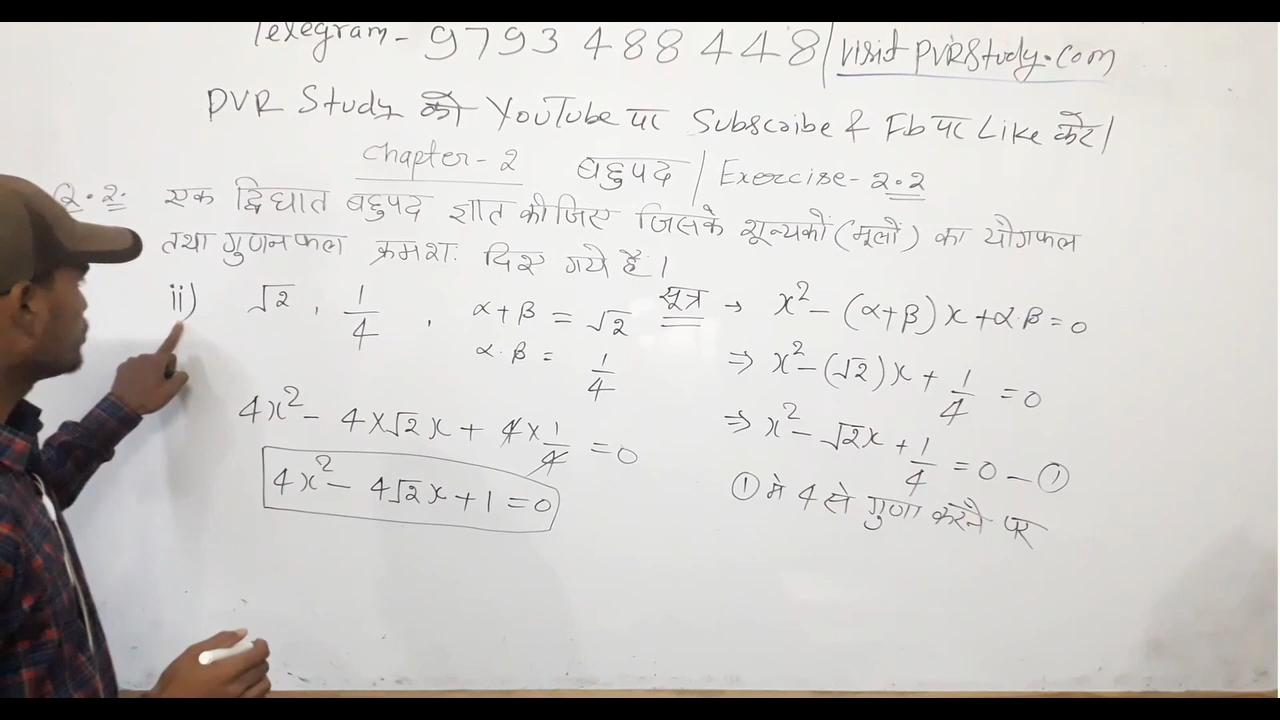 Telegram - 9793488448 / visit PVRStudy.com
PVR Study को YouTube पर Subscribe & Fb पर Like करें।
Chapter-2 बहुपद / Exercise-2.2
Q.2. एक द्विघात बहुपद ज्ञात कीजिए जिसके शून्यकों (मूलों) का योगफल
तथा गुणनफल क्रमशः दिए गये हैं।
ii) √2 , 1/4 , α+β = √2
α.β = 1/4
4x² - 4×√2x + 4×1/4 = 0
4x² - 4√2x + 1 = 0
सूत्र → x² - (α+β)x + α.β = 0
⇒ x² - (√2)x + 1/4 = 0
⇒ x² - √2x + 1/4 = 0 — ①
① मे 4 से गुणा करने पर